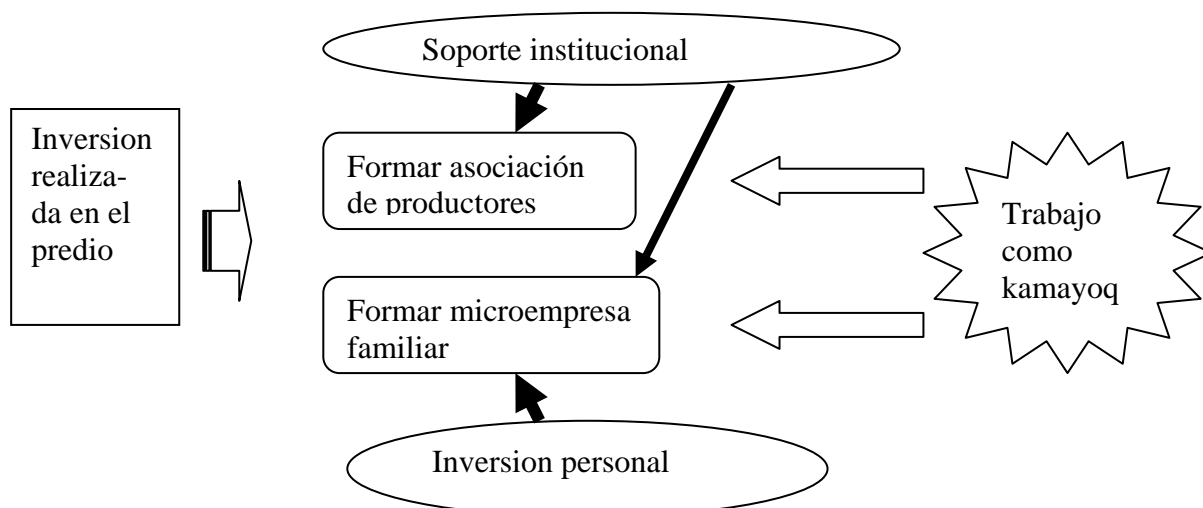 Soporte institucional
Inversion
realiza-
da en el
predio
Formar asociación
de productores
Formar microempresa
familiar
Trabajo
como
kamayoq
Inversion personal